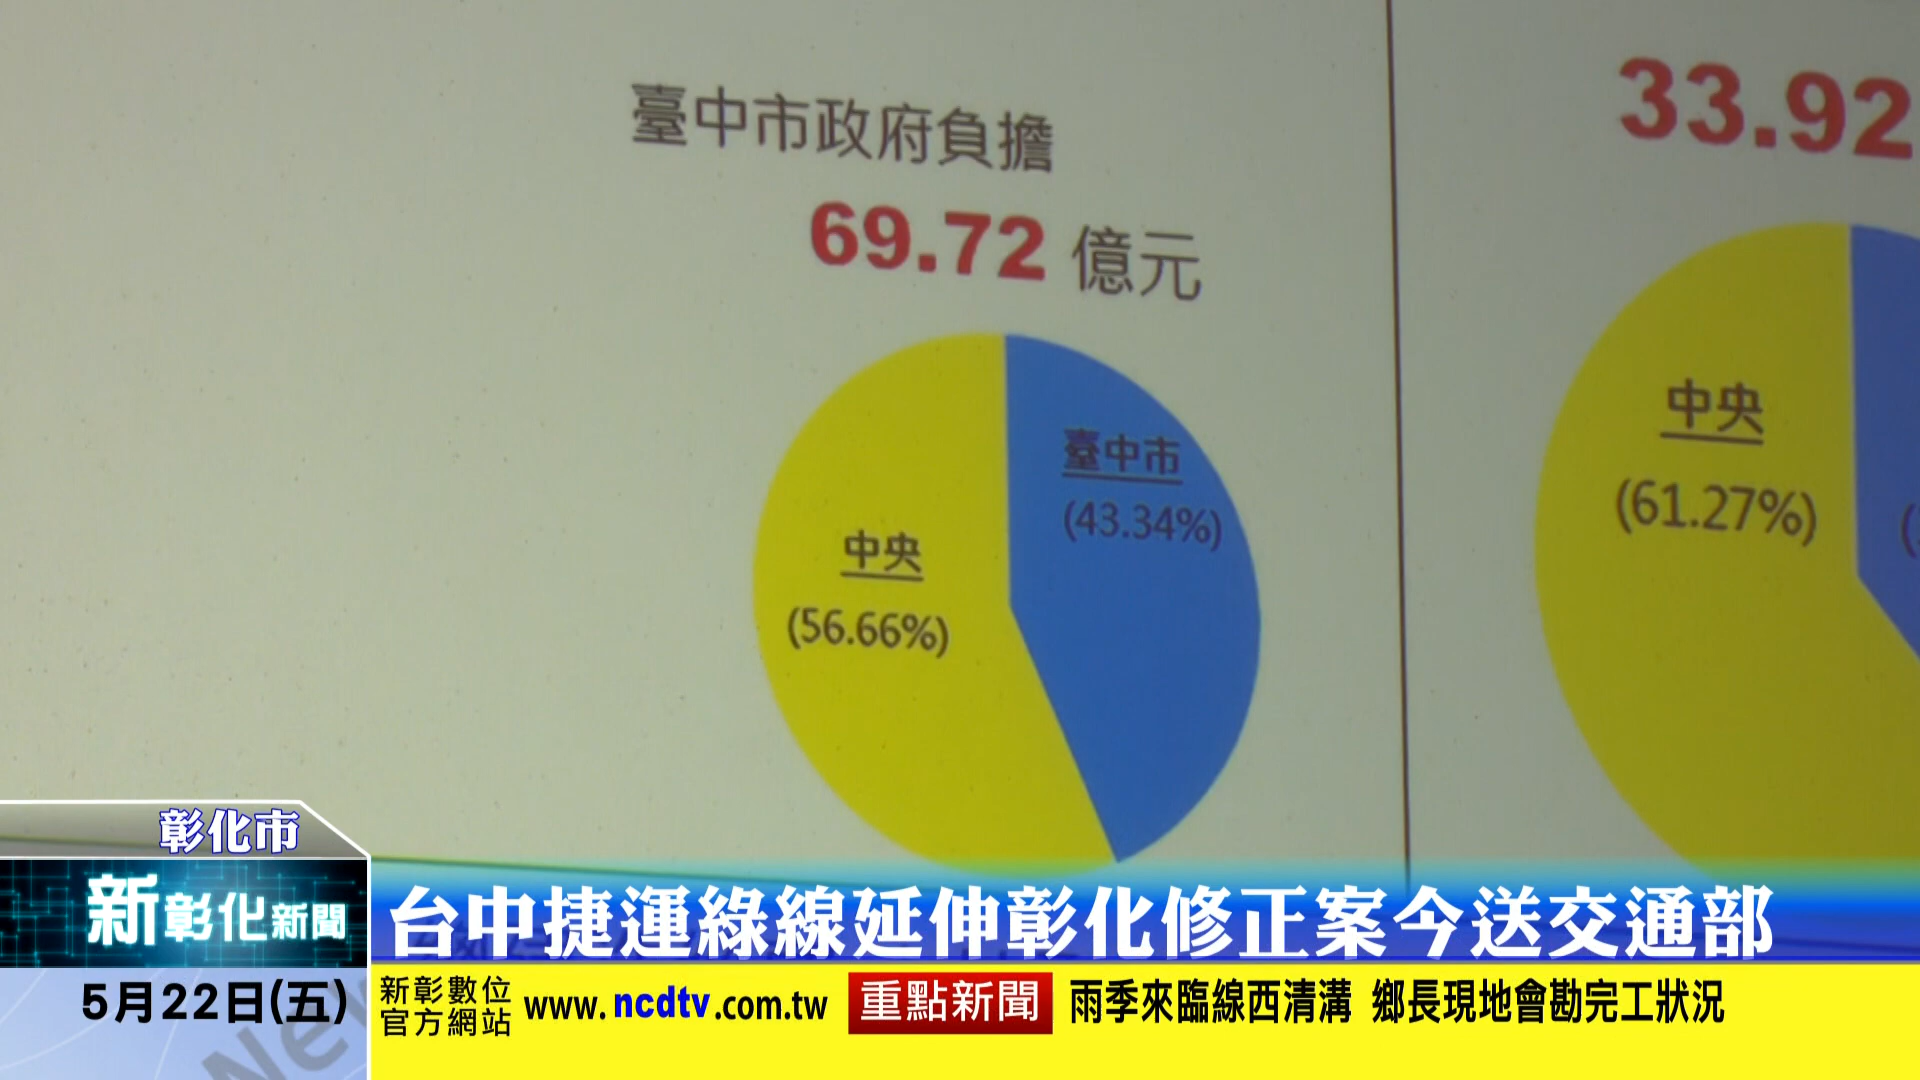 臺中市政府負擔
69.72 億元
臺中市
(43.34%)
中央
(56.66%)
33.92
中央
(61.27%)
彰化市
新彰化新聞
台中捷運綠線延伸彰化修正案今送交通部
5月22日(五)
新彰數位
官方網站
www.ncdtv.com.tw
重點新聞
雨季來臨線西清溝 鄉長現地會勘完工狀況